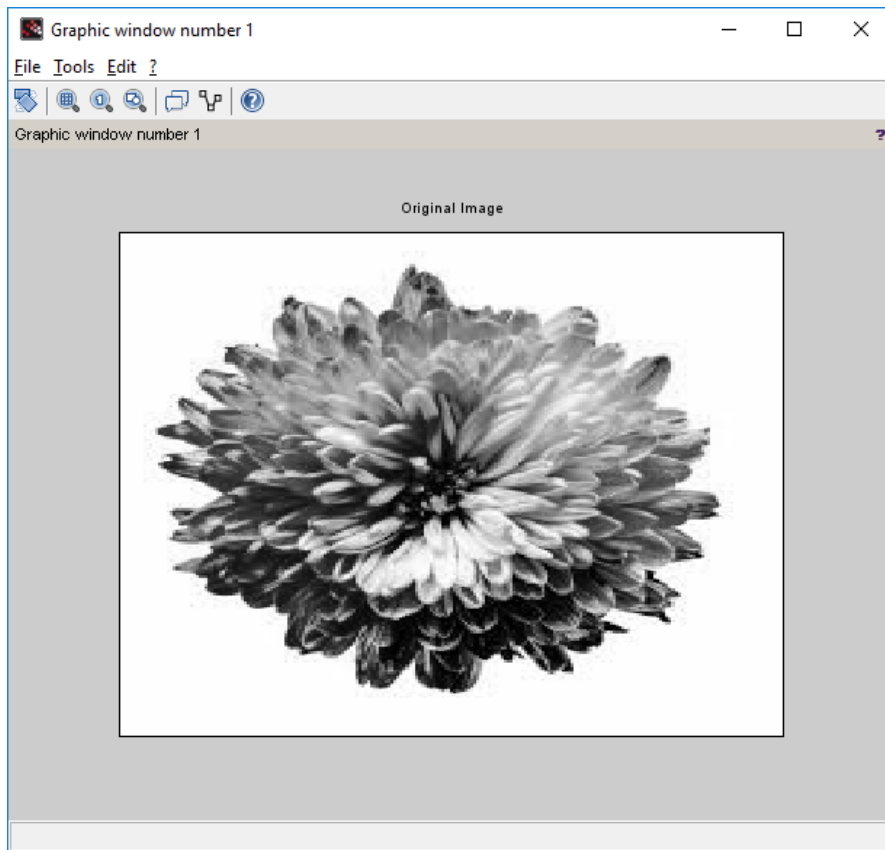 Graphic window number 1
File Tools Edit ?
Graphic window number 1 ?
Original Image